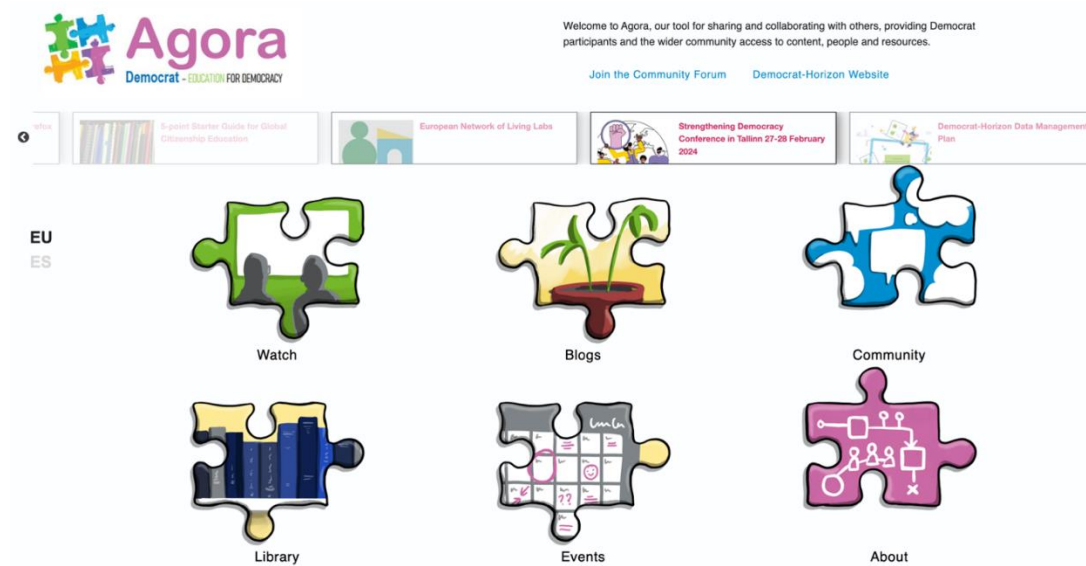 Agora
Democrat - EDUCATION FOR DEMOCRACY
Welcome to Agora, our tool for sharing and collaborating with others, providing Democrat
participants and the wider community access to content, people and resources.
Join the Community Forum
Democrat-Horizon Website
5-point Starter Guide for Global
Citizenship Education
European Network of Living Labs
Strengthening Democracy
Conference in Tallinn 27-28 February
2024
Democrat-Horizon Data Management
Plan
EU
ES
Watch
Blogs
Community
??
Library
Events
About